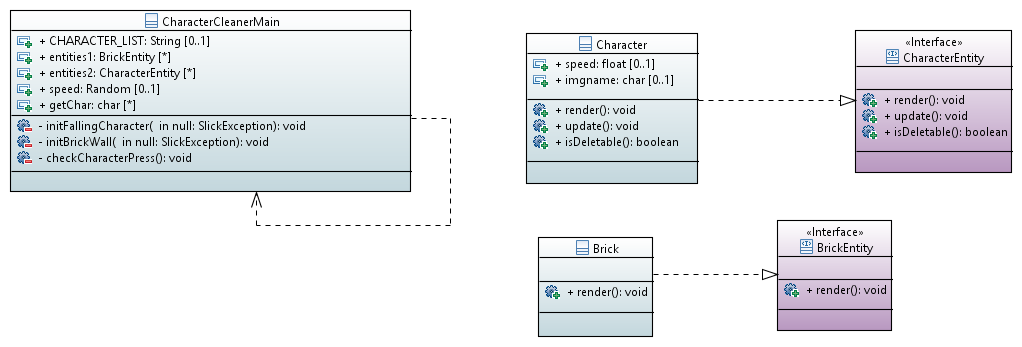 CharacterCleanerMain
+ CHARACTER_LIST: String [0..1]
+ entities1: BrickEntity [*]
+ entities2: CharacterEntity [*]
+ speed: Random [0..1]
+ getChar: char [*]
- initFallingCharacter(  in null: SlickException): void
- initBrickWall(  in null: SlickException): void
- checkCharacterPress(): void
Character
+ speed: float [0..1]
+ imgname: char [0..1]
+ render(): void
+ update(): void
+ isDeletable(): boolean
«Interface»
CharacterEntity
+ render(): void
+ update(): void
+ isDeletable(): boolean
Brick
+ render(): void
«Interface»
BrickEntity
+ render(): void